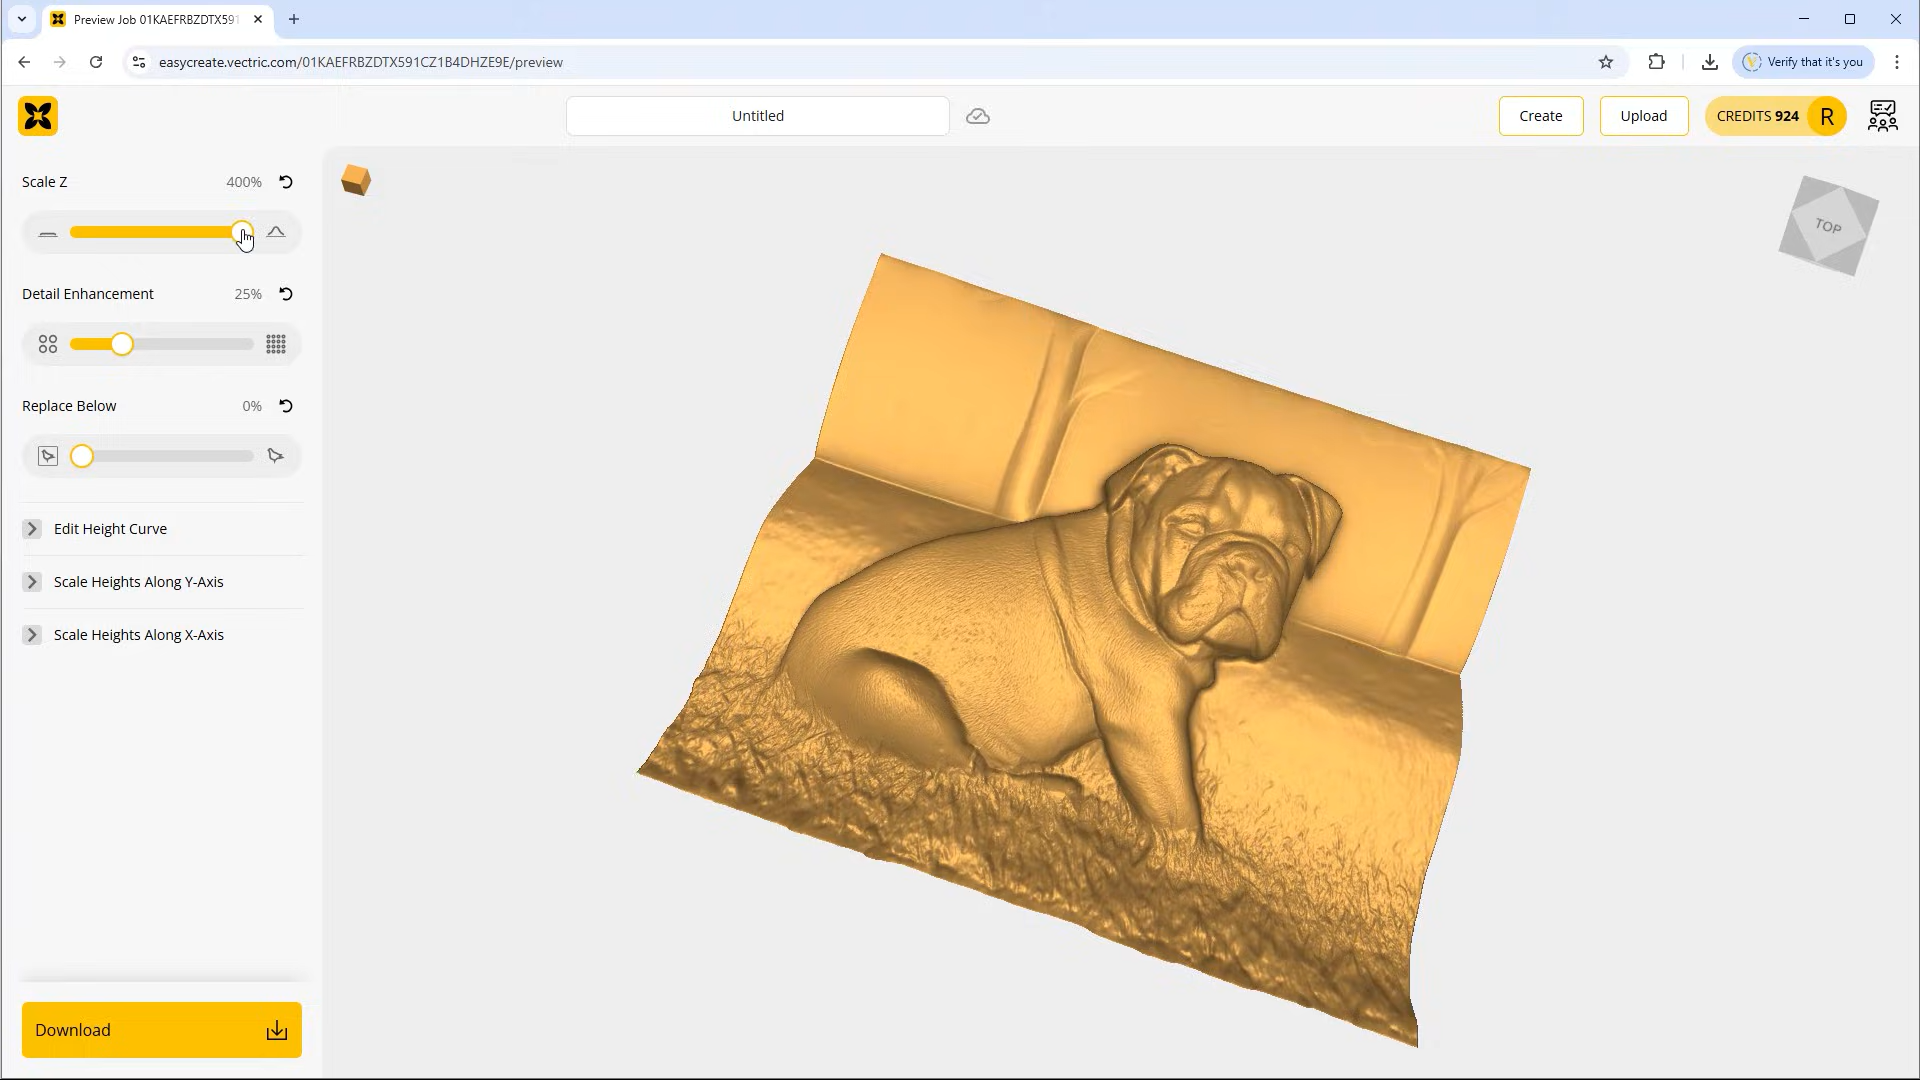 Preview Job 01KAEFRBZDTX591
easycreate.vectric.com/01KAEFRBZDTX591CZ1B4DHZE9E/preview
Verify that it's you
Untitled
Create
Upload
CREDITS 924
R
Scale Z
400%
TOP
Detail Enhancement
25%
Replace Below
0%
Edit Height Curve
Scale Heights Along Y-Axis
Scale Heights Along X-Axis
Download